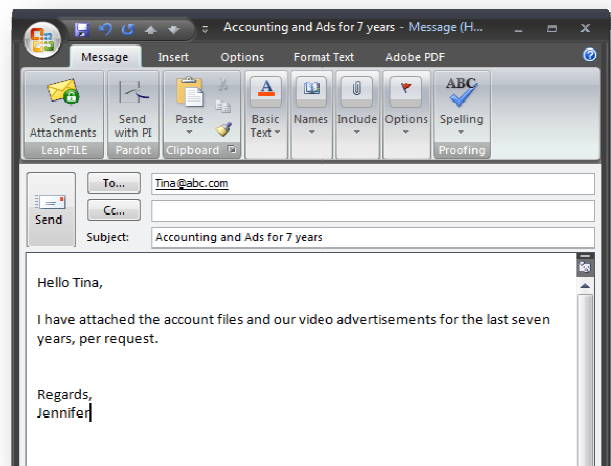 Accounting and Ads for 7 years - Message (H...
Message Insert Options Format Text Adobe PDF
Send Attachments
Send with PI
Paste
Basic Text
Names
Include
Options
ABC
Spelling
LeapFILE
Pardot
Clipboard
Proofing
Send
To...
Tina@abc.com
Cc...
Subject:
Accounting and Ads for 7 years
Hello Tina,
I have attached the account files and our video advertisements for the last seven
years, per request.
Regards,
Jennifer